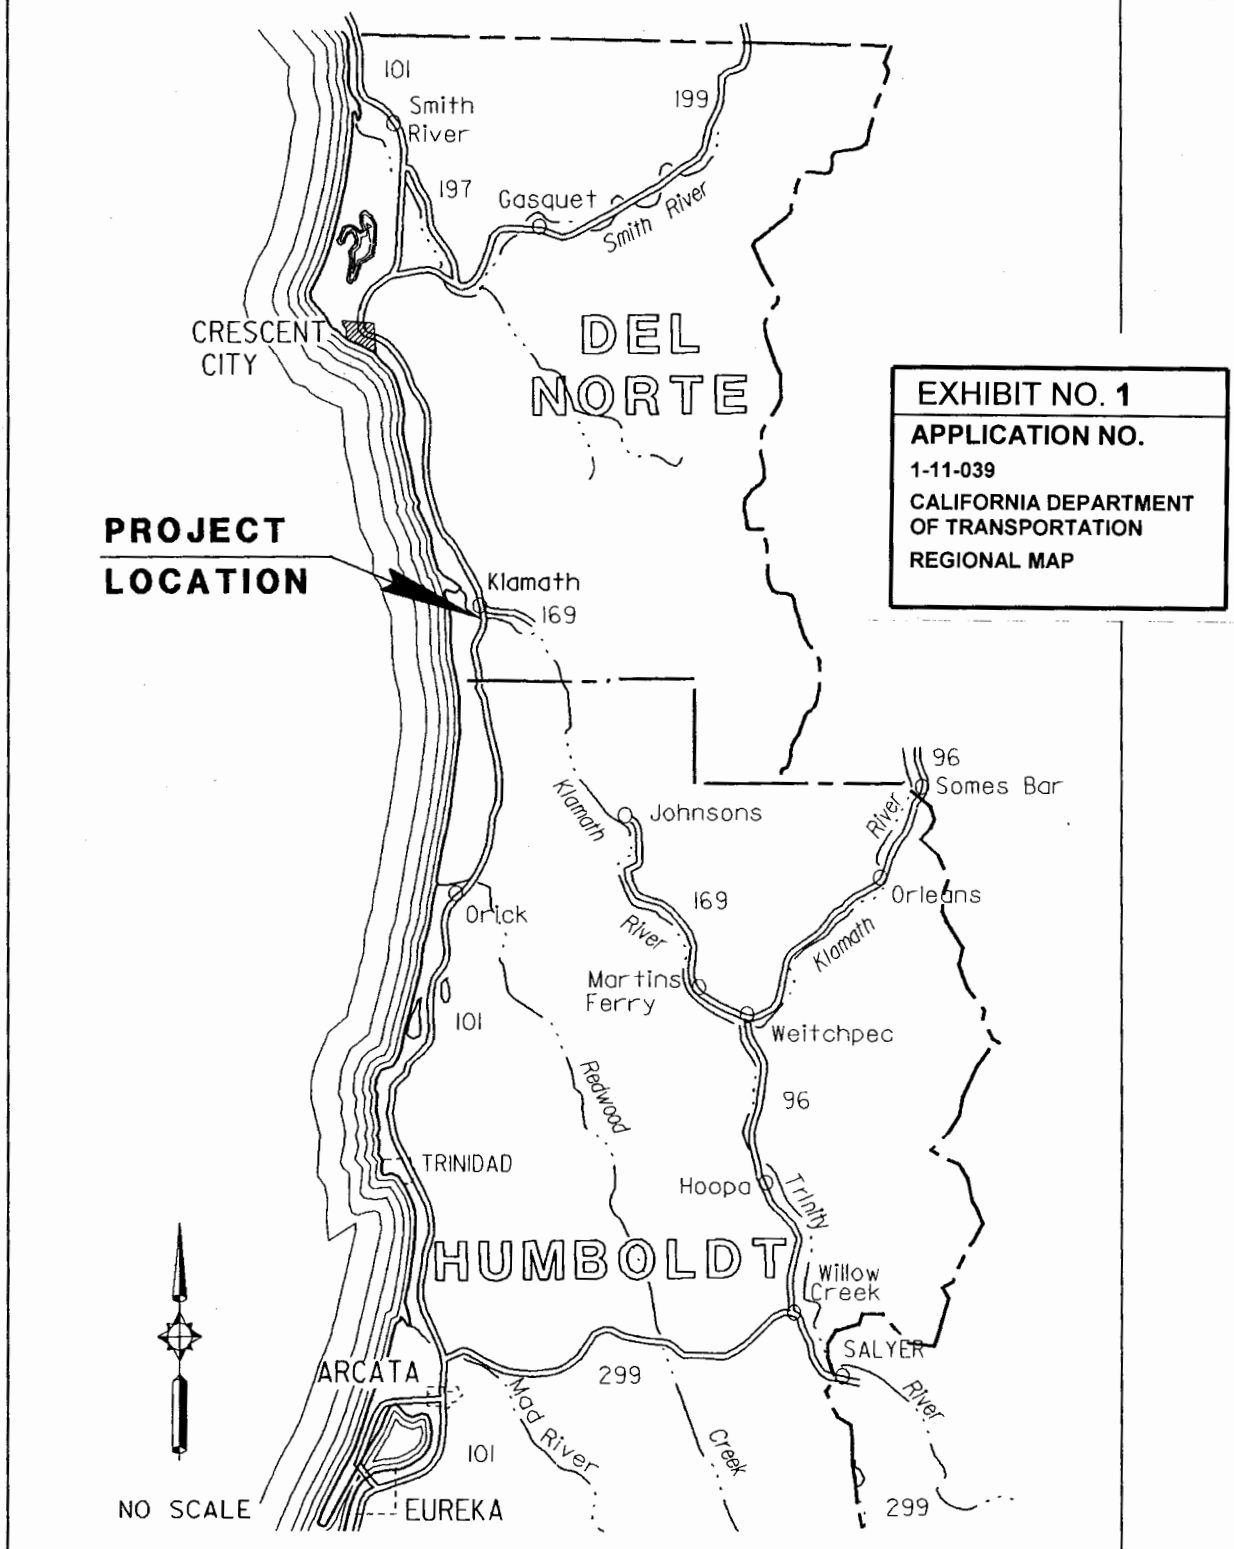 101
Smith
River
199
197
Gasquet
Smith River
CRESCENT
CITY
DEL
NORTE
EXHIBIT NO. 1
APPLICATION NO.
1-11-039
CALIFORNIA DEPARTMENT
OF TRANSPORTATION
REGIONAL MAP
PROJECT
LOCATION
Klamath
169
96
Somes Bar
Klamath
River
Johnsons
Orleans
169
Orick
River
Klamath
Martins
Ferry
101
Weitchpec
Redwood
96
TRINIDAD
Hoopa
Trinity
HUMBOLDT
Willow
Creek
SALYER
ARCATA
299
Mad River
River
Creek
101
NO SCALE
EUREKA
299